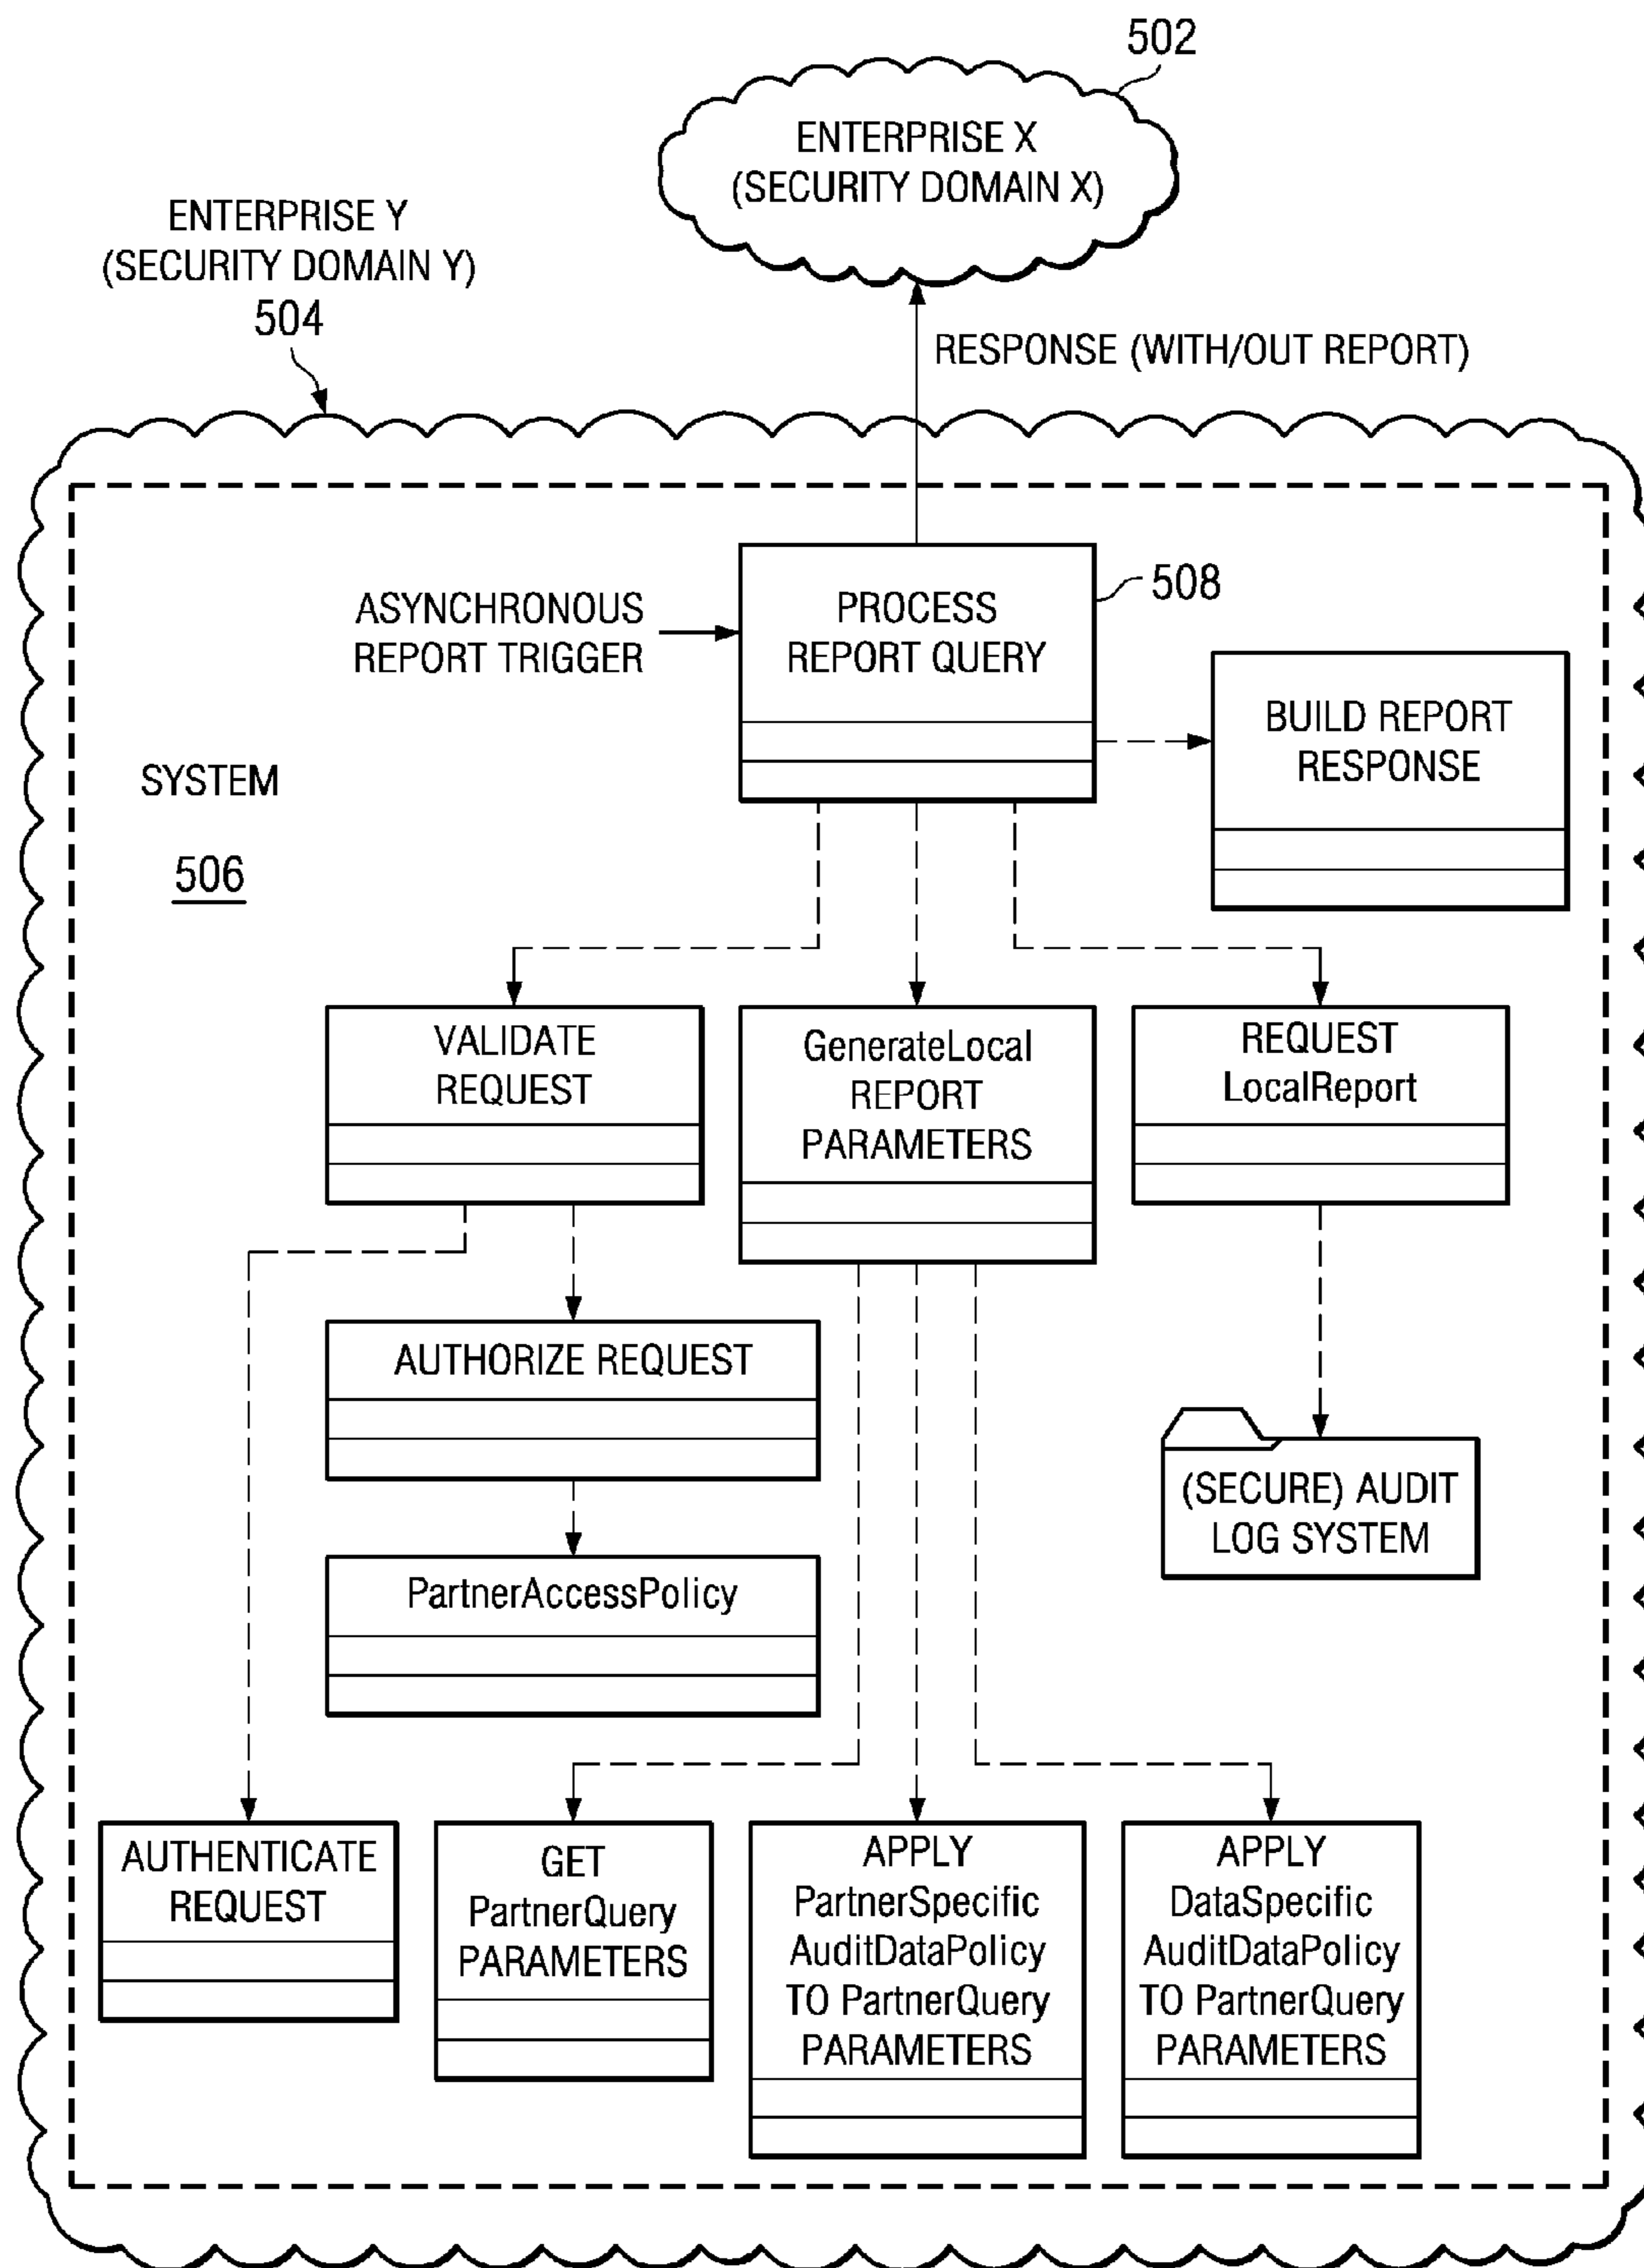 502
ENTERPRISE X
(SECURITY DOMAIN X)
ENTERPRISE Y
(SECURITY DOMAIN Y)
504
RESPONSE (WITH/OUT REPORT)
ASYNCHRONOUS
REPORT TRIGGER
PROCESS
REPORT QUERY
508
BUILD REPORT
RESPONSE
SYSTEM
506
VALIDATE
REQUEST
GenerateLocal
REPORT
PARAMETERS
REQUEST
LocalReport
AUTHORIZE REQUEST
(SECURE) AUDIT
LOG SYSTEM
PartnerAccessPolicy
AUTHENTICATE
REQUEST
GET
PartnerQuery
PARAMETERS
APPLY
PartnerSpecific
AuditDataPolicy
TO PartnerQuery
PARAMETERS
APPLY
DataSpecific
AuditDataPolicy
TO PartnerQuery
PARAMETERS